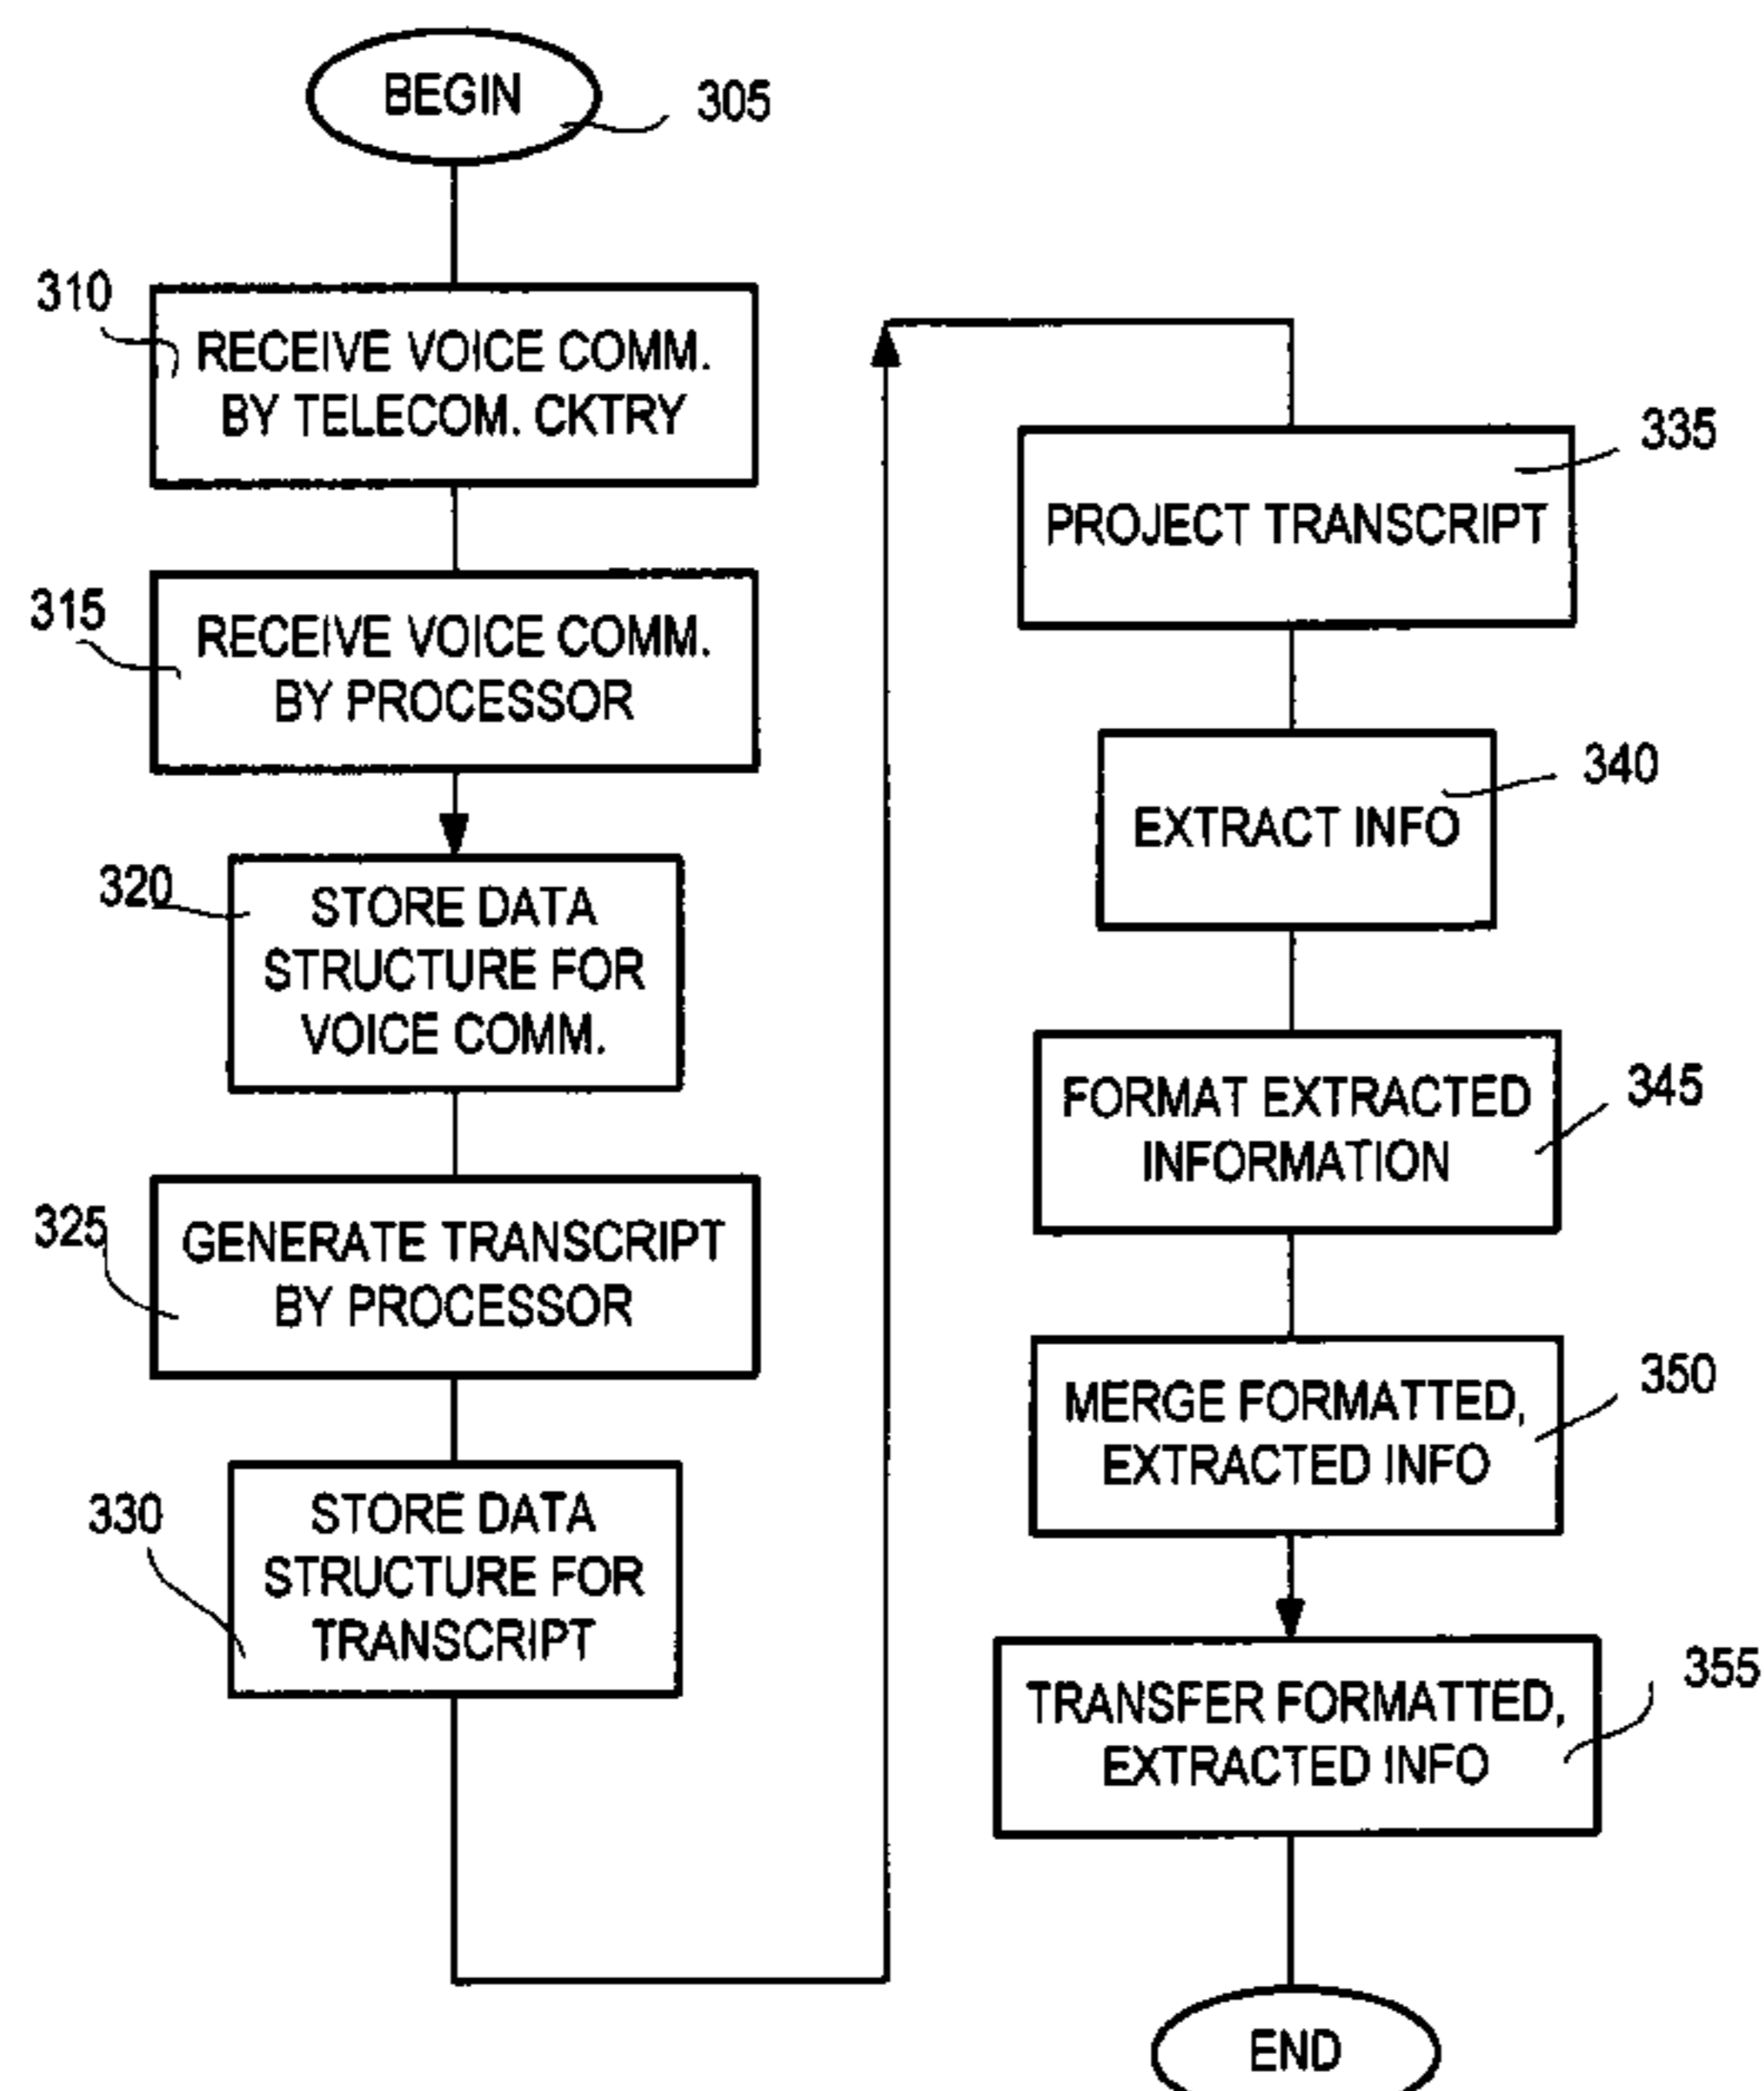 BEGIN
305
310
RECEIVE VOICE COMM.
BY TELECOM. CKTRY
315
RECEIVE VOICE COMM.
BY PROCESSOR
320
STORE DATA
STRUCTURE FOR
VOICE COMM.
325
GENERATE TRANSCRIPT
BY PROCESSOR
330
STORE DATA
STRUCTURE FOR
TRANSCRIPT
335
PROJECT TRANSCRIPT
340
EXTRACT INFO
345
FORMAT EXTRACTED
INFORMATION
350
MERGE FORMATTED,
EXTRACTED INFO
355
TRANSFER FORMATTED,
EXTRACTED INFO
END